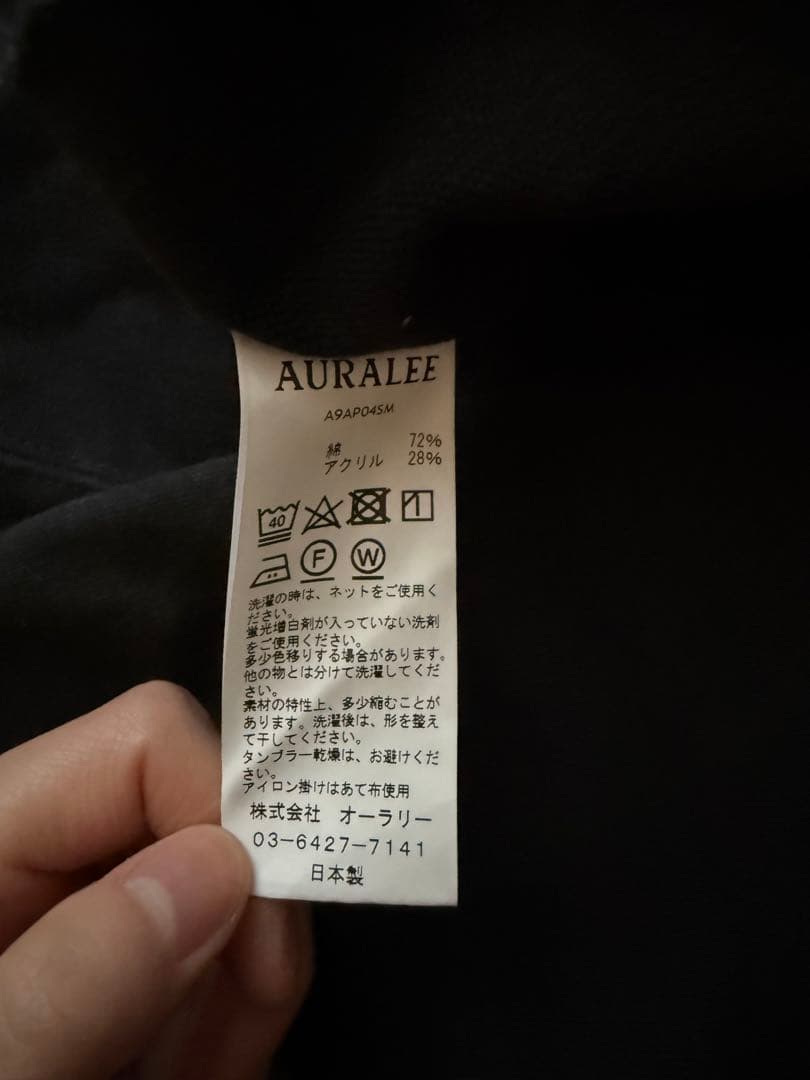 AURALEE
A9AP04SM
綿 72%
アクリル 28%
40
F W
洗濯の時は、ネットをご使用く
ださい。
蛍光増白剤が入っていない洗剤
をご使用ください。
多少色移りする場合があります。
他の物とは分けて洗濯してくだ
さい。
素材の特性上、多少縮むことが
あります。洗濯後は、形を整え
て干してください。
タンブラー乾燥は、お避けくだ
さい。
アイロン掛けはあて布使用
株式会社 オーラリー
03-6427-7141
日本製